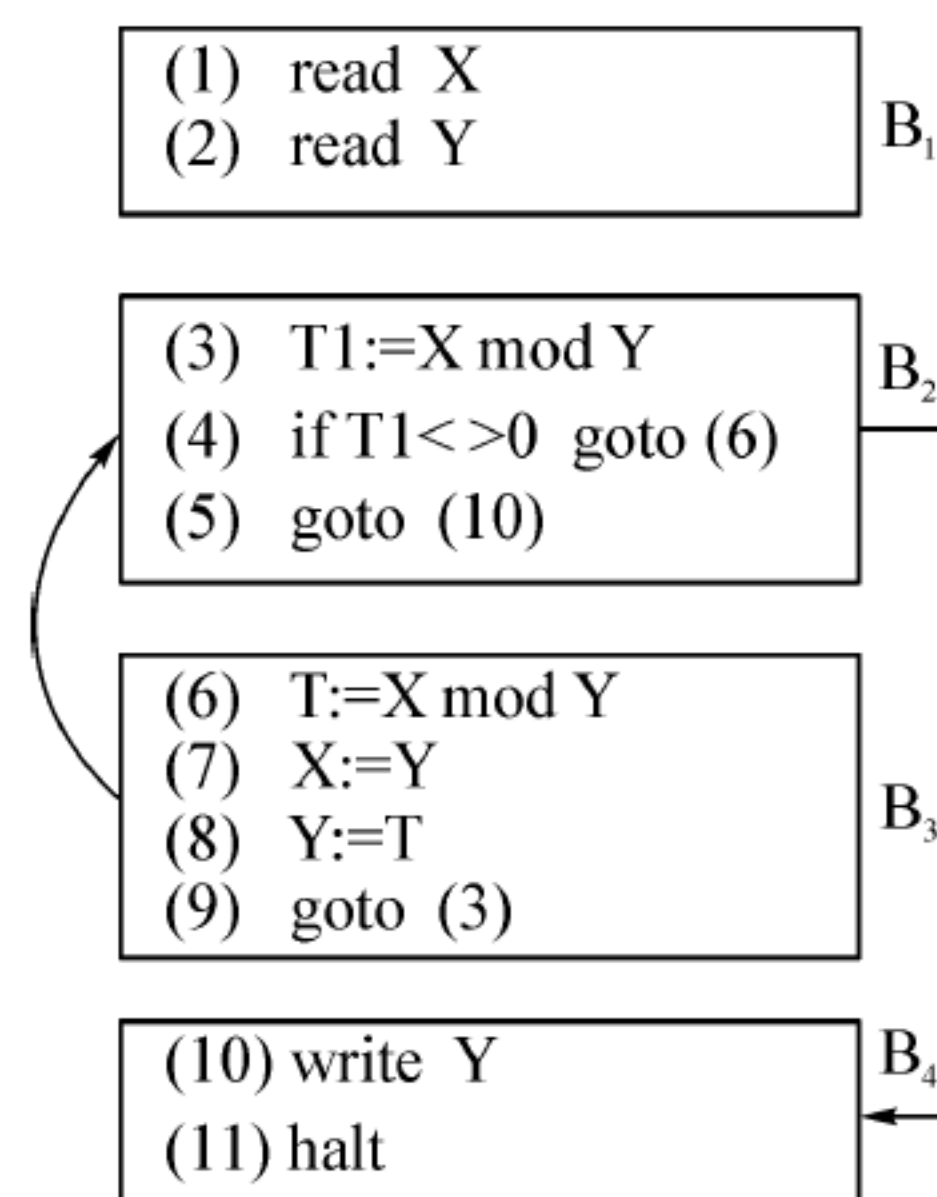 (1) read X
(2) read Y
B₁
(3) T1:=X mod Y
(4) if T1< >0 goto (6)
(5) goto (10)
B₂
(6) T:=X mod Y
(7) X:=Y
(8) Y:=T
(9) goto (3)
B₃
(10) write Y
(11) halt
B₄